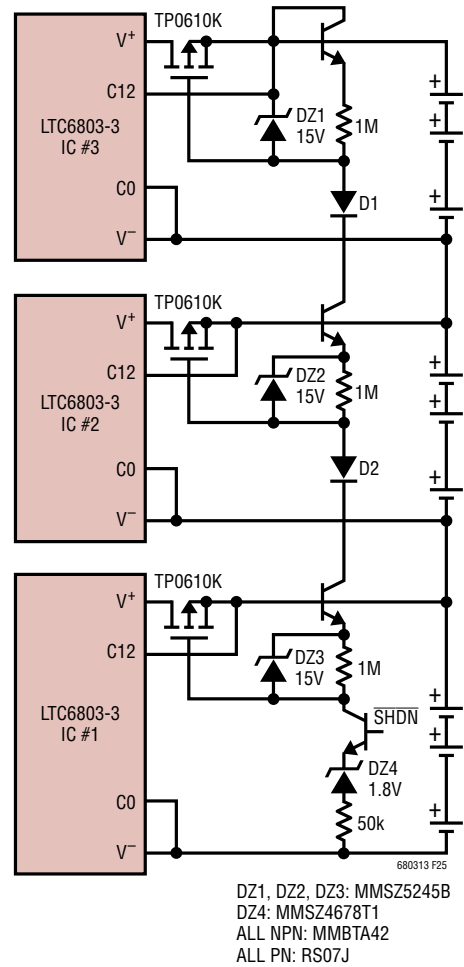 TP0610K
V+
C12
LTC6803-3
IC #3
C0
V−
DZ1
15V
1M
D1
+
+
+
TP0610K
V+
C12
LTC6803-3
IC #2
C0
V−
DZ2
15V
1M
D2
+
+
+
TP0610K
V+
C12
LTC6803-3
IC #1
C0
V−
DZ3
15V
1M
SHDN
DZ4
1.8V
50k
+
+
+
680313 F25
DZ1, DZ2, DZ3: MMSZ5245B
DZ4: MMSZ4678T1
ALL NPN: MMBTA42
ALL PN: RS07J